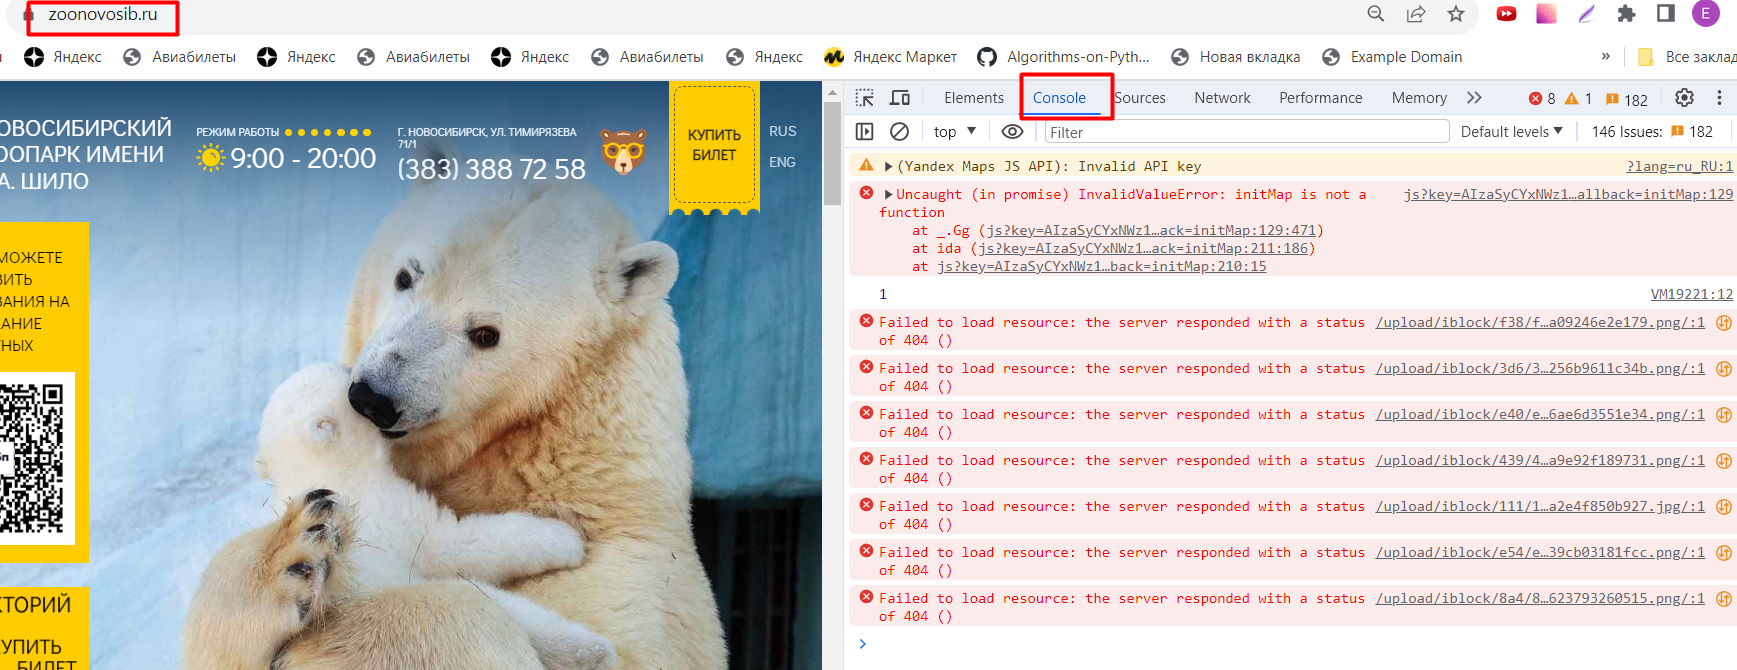 zoonovosib.ru
E
Яндекс Авиабилеты Яндекс Авиабилеты Яндекс Авиабилеты Яндекс Яндекс Маркет Algorithms-on-Pyth... Новая вкладка Example Domain » Все заклад
ОВОСИБИРСКИЙ
ООПАРК ИМЕНИ
А. ШИЛО
РЕЖИМ РАБОТЫ
9:00 - 20:00
Г. НОВОСИБИРСК, УЛ. ТИМИРЯЗЕВА
71/1
(383) 388 72 58
КУПИТЬ
БИЛЕТ
RUS
ENG
МОЖЕТЕ
ВИТЬ
ВАНИЯ НА
АНИЕ
ТНЫХ
КТОРИЙ
КУПИТЬ
БИЛЕТ
Elements Console Sources Network Performance Memory 8 1 182
top Filter Default levels 146 Issues: 182
(Yandex Maps JS API): Invalid API key ?lang=ru_RU:1
Uncaught (in promise) InvalidValueError: initMap is not a js?key=AIzaSyCYxNWz1…allback=initMap:129
function
at _.Gg (js?key=AIzaSyCYxNWz1…ack=initMap:129:471)
at ida (js?key=AIzaSyCYxNWz1…ack=initMap:211:186)
at js?key=AIzaSyCYxNWz1…back=initMap:210:15
1 VM19221:12
Failed to load resource: the server responded with a status /upload/iblock/f38/f…a09246e2e179.png/:1
of 404 ()
Failed to load resource: the server responded with a status /upload/iblock/3d6/3…256b9611c34b.png/:1
of 404 ()
Failed to load resource: the server responded with a status /upload/iblock/e40/e…6ae6d3551e34.png/:1
of 404 ()
Failed to load resource: the server responded with a status /upload/iblock/439/4…a9e92f189731.png/:1
of 404 ()
Failed to load resource: the server responded with a status /upload/iblock/111/1…a2e4f850b927.jpg/:1
of 404 ()
Failed to load resource: the server responded with a status /upload/iblock/e54/e…39cb03181fcc.png/:1
of 404 ()
Failed to load resource: the server responded with a status /upload/iblock/8a4/8…623793260515.png/:1
of 404 ()